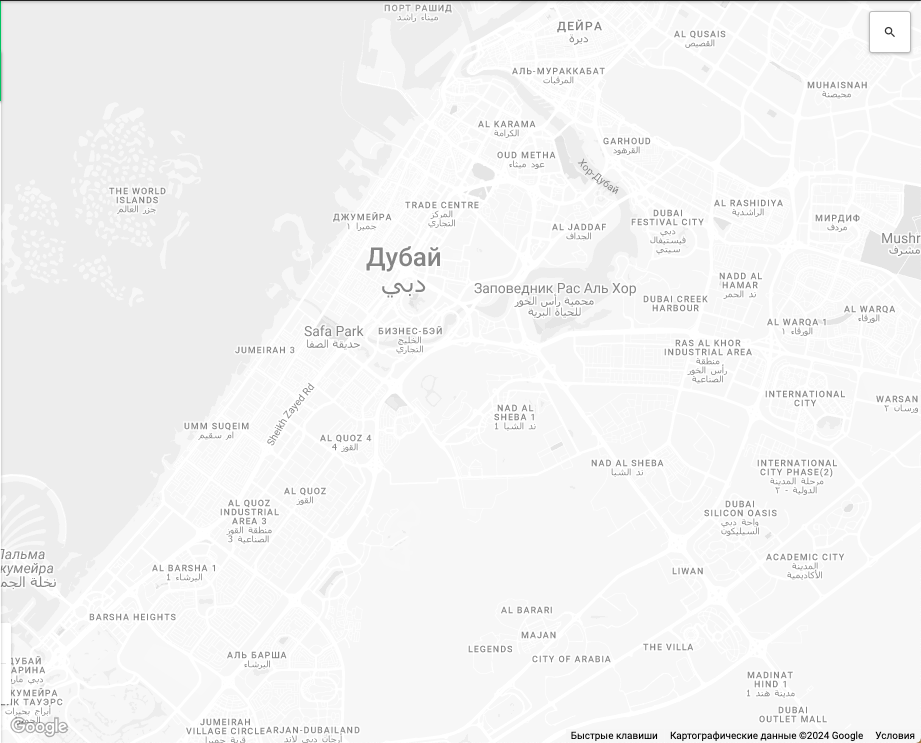 ПОРТ РАШИД
ميناء راشد
ДЕЙРА
ديرة
AL QUSAIS
القصيص
АЛЬ-МУРАККАБАТ
المرقبات
MUHAISNAH
محيصنة
AL KARAMA
الكرامة
GARHOUD
القرهود
OUD METHA
عود ميثاء
Хор-Дубай
THE WORLD
ISLANDS
جزر العالم
ДЖУМЕЙРА
جميرا ١
TRADE CENTRE
المركز
التجاري
AL JADDAF
الجداف
DUBAI
FESTIVAL CITY
دبي
فيستيفال
سيتي
AL RASHIDIYA
الراشدية
МИРДИФ
مردف
Mushr
مشرف
Дубай
دبي
Заповедник Рас Аль Хор
محمية رأس الخور
للحياة البرية
NADD AL
HAMAR
ند الحمر
DUBAI CREEK
HARBOUR
AL WARQA
الورقاء
AL WARQA 1
الورقاء ١
Safa Park
حديقة الصفا
БИЗНЕС-БЭЙ
الخليج
التجاري
JUMEIRAH 3
RAS AL KHOR
INDUSTRIAL AREA
منطقة
رأس الخور
الصناعية
Sheikh Zayed Rd
INTERNATIONAL
CITY
WARSAN
ورسان ٢
NAD AL
SHEBA 1
ند الشبا 1
UMM SUQEIM
ام سقيم
AL QUOZ 4
القوز 4
NAD AL SHEBA
ند الشبا
INTERNATIONAL
CITY PHASE(2)
مرحلة المدينة
الدولية - ٢
AL QUOZ
القوز
AL QUOZ
INDUSTRIAL
AREA 3
منطقة القوز
الصناعية 3
DUBAI
SILICON OASIS
واحة دبي
السيليكون
Пальма
жумейра
نخلة الجم
AL BARSHA 1
البرشاء 1
ACADEMIC CITY
المدينة
الأكاديمية
LIWAN
BARSHA HEIGHTS
AL BARARI
MAJAN
LEGENDS
CITY OF ARABIA
THE VILLA
ДУБАЙ
АРИНА
دبي مار
АЛЬ БАРША
البرشاء
MADINAT
HIND 1
مدينة هند 1
ЖУМЕЙРА
ЙК ТАУЭРС
أبراج بحيرات
Google
JUMEIRAH
VILLAGE CIRCLE
قرية جميرا
ARJAN-DUBAILAND
أرجان دبي لاند
DUBAI
OUTLET MALL
Быстрые клавиши Картографические данные ©2024 Google Условия